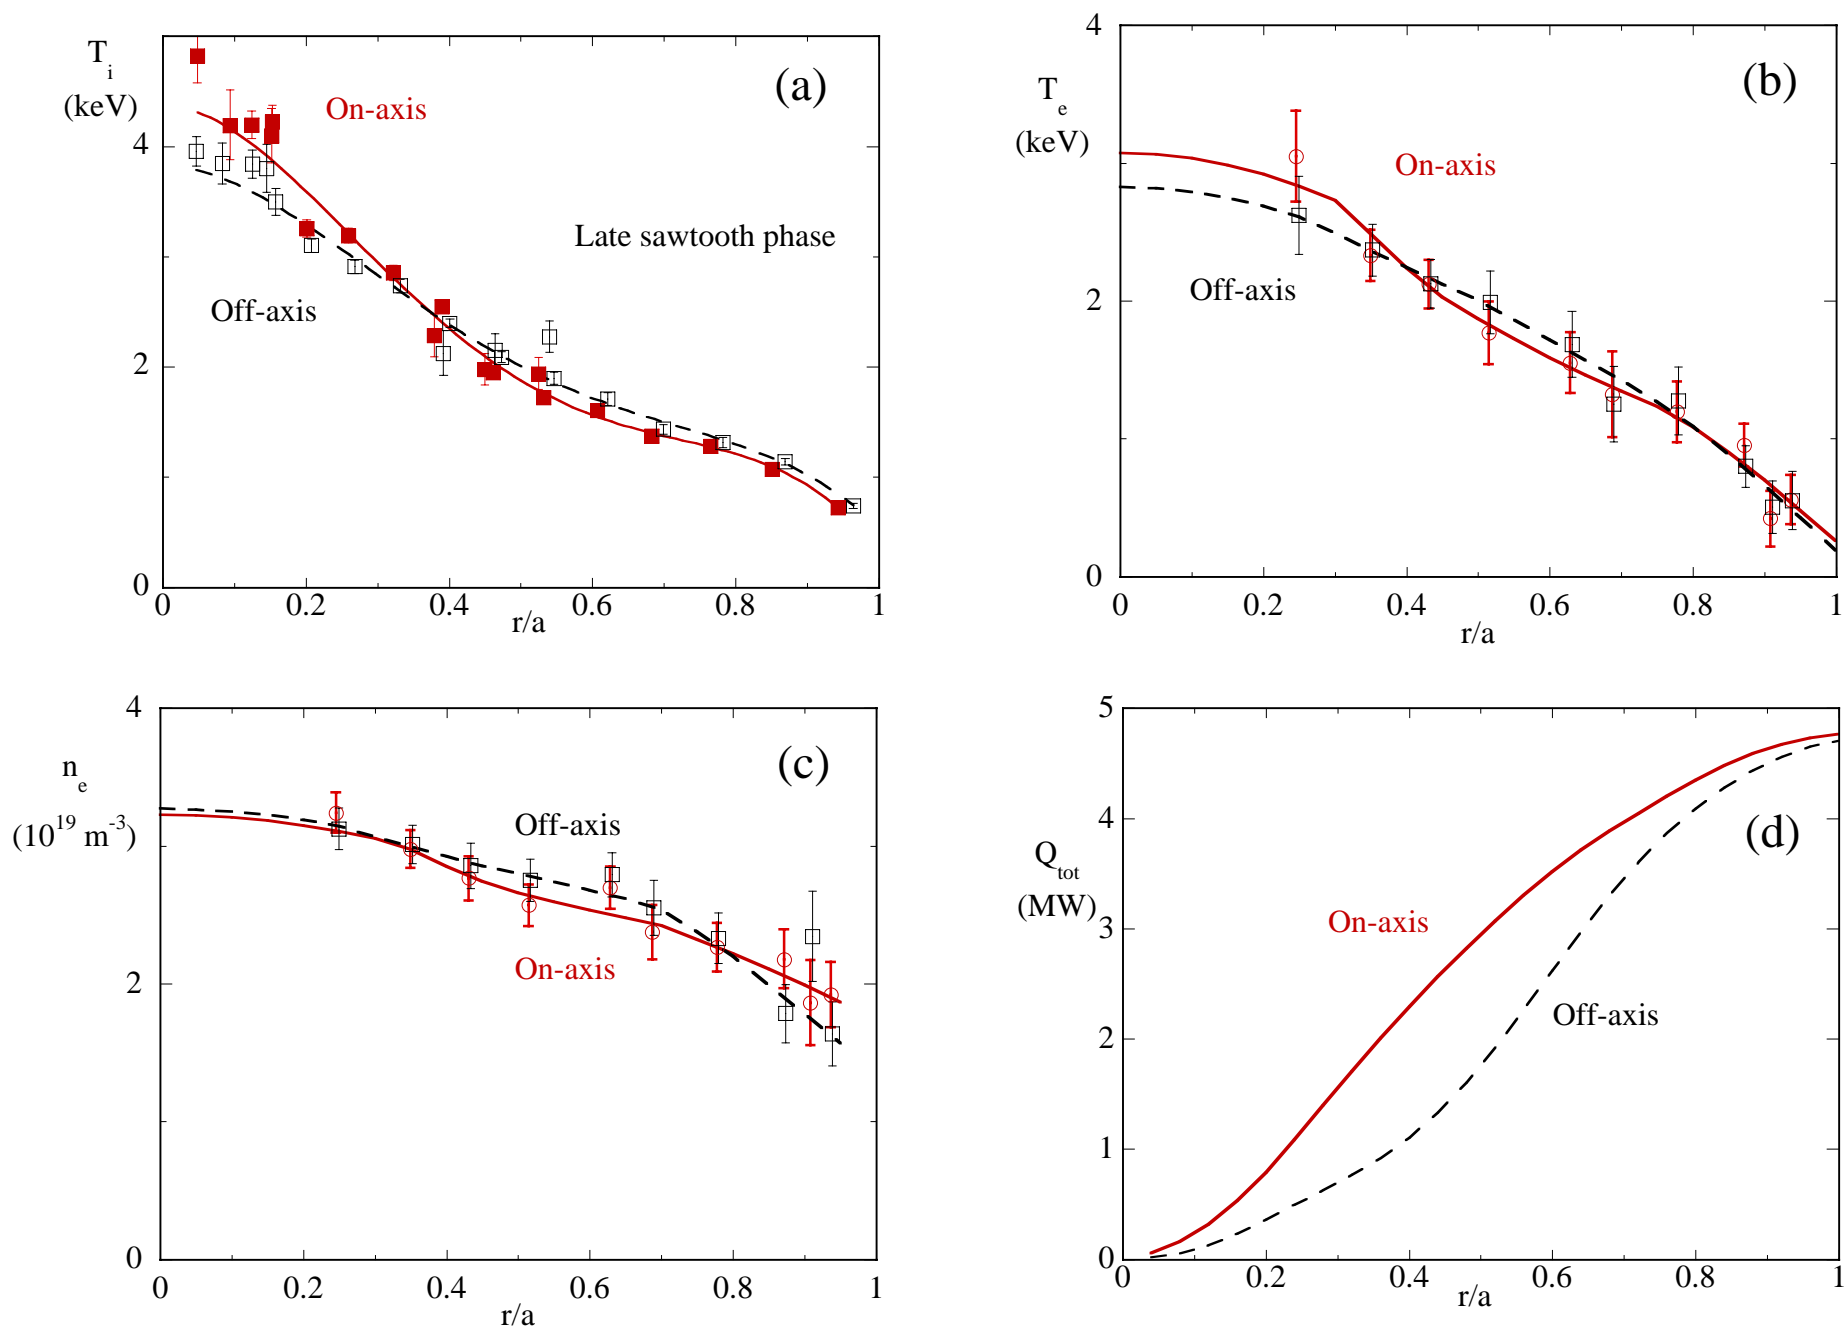 T_i
(keV)
(a)
On-axis
Late sawtooth phase
Off-axis
4
2
0
0 0.2 0.4 0.6 0.8 1
r/a
4
T_e
(keV)
(b)
On-axis
Off-axis
2
0
0 0.2 0.4 0.6 0.8 1
r/a
4
n_e
(10^19 m^-3)
(c)
Off-axis
On-axis
2
0
0 0.2 0.4 0.6 0.8 1
r/a
5
4
Q_tot
(MW)
(d)
On-axis
3
Off-axis
2
1
0
0 0.2 0.4 0.6 0.8 1
r/a